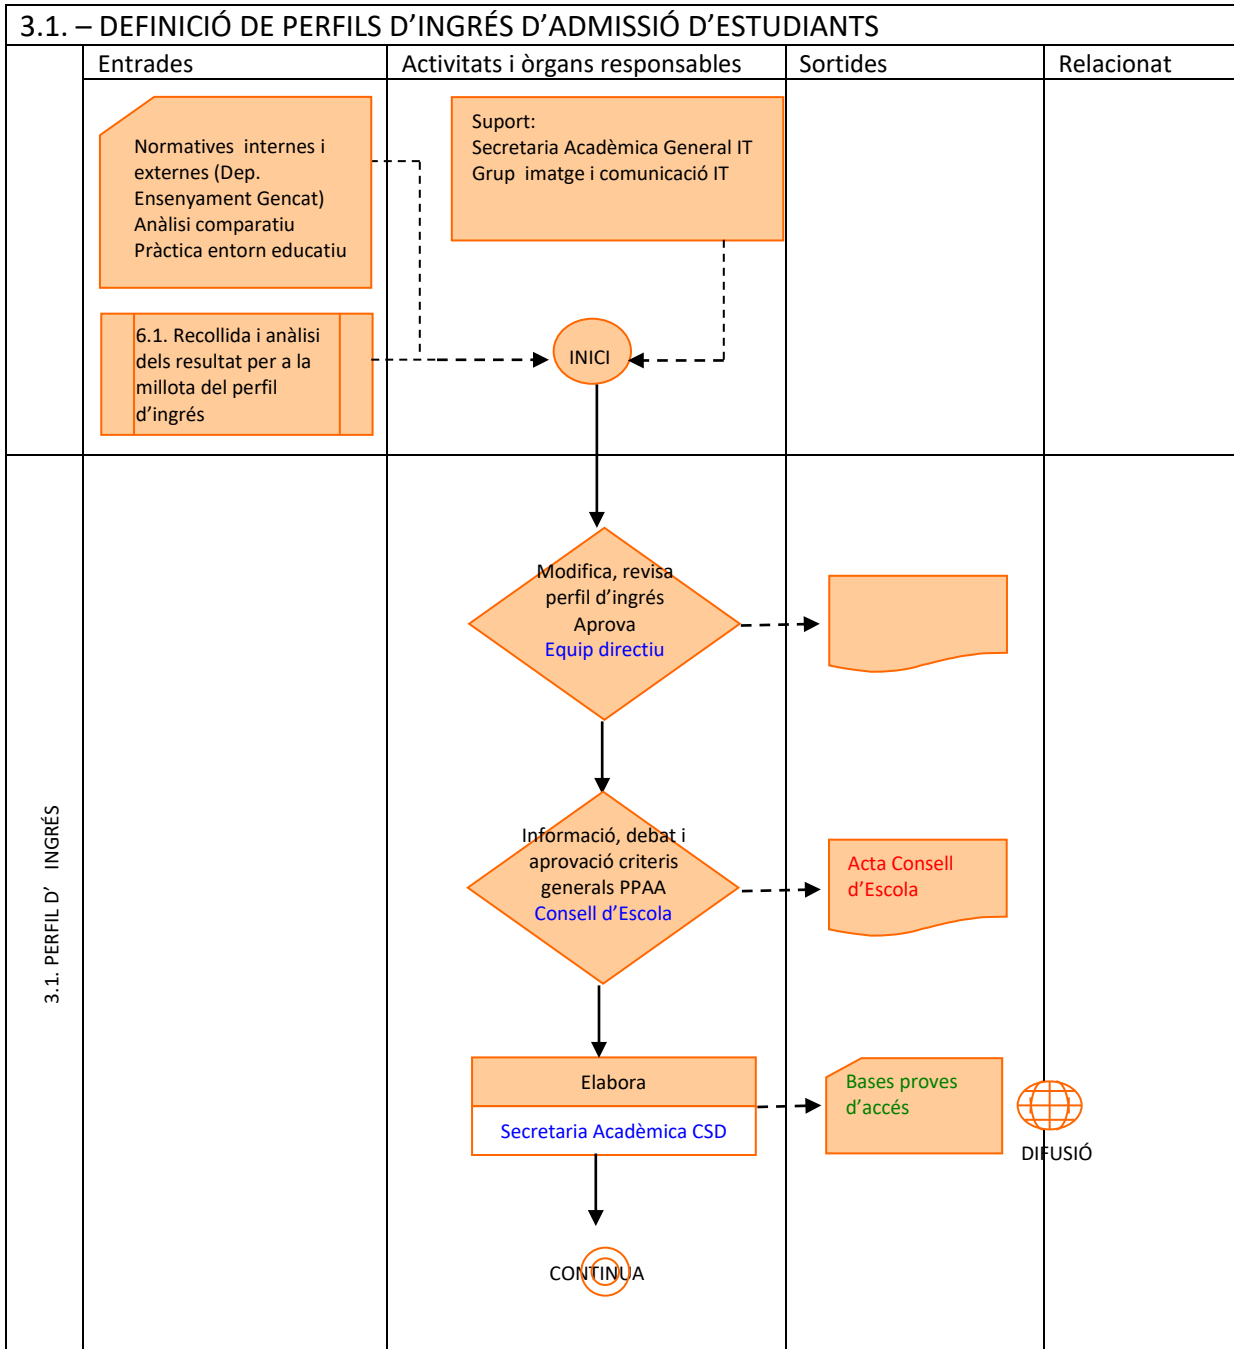 3.1. – DEFINICIÓ DE PERFILS D’INGRÉS D’ADMISSIÓ D’ESTUDIANTS
Entrades
Activitats i òrgans responsables
Sortides
Relacionat
Normatives internes i
externes (Dep.
Ensenyament Gencat)
Anàlisi comparatiu
Pràctica entorn educatiu
Suport:
Secretaria Acadèmica General IT
Grup imatge i comunicació IT
6.1. Recollida i anàlisi
dels resultat per a la
millota del perfil
d’ingrés
INICI
3.1. PERFIL D’ INGRÉS
Modifica, revisa
perfil d’ingrés
Aprova
Equip directiu
Informació, debat i
aprovació criteris
generals PPAA
Consell d’Escola
Acta Consell
d’Escola
Elabora
Secretaria Acadèmica CSD
Bases proves
d’accés
DIFUSIÓ
CONTINUA